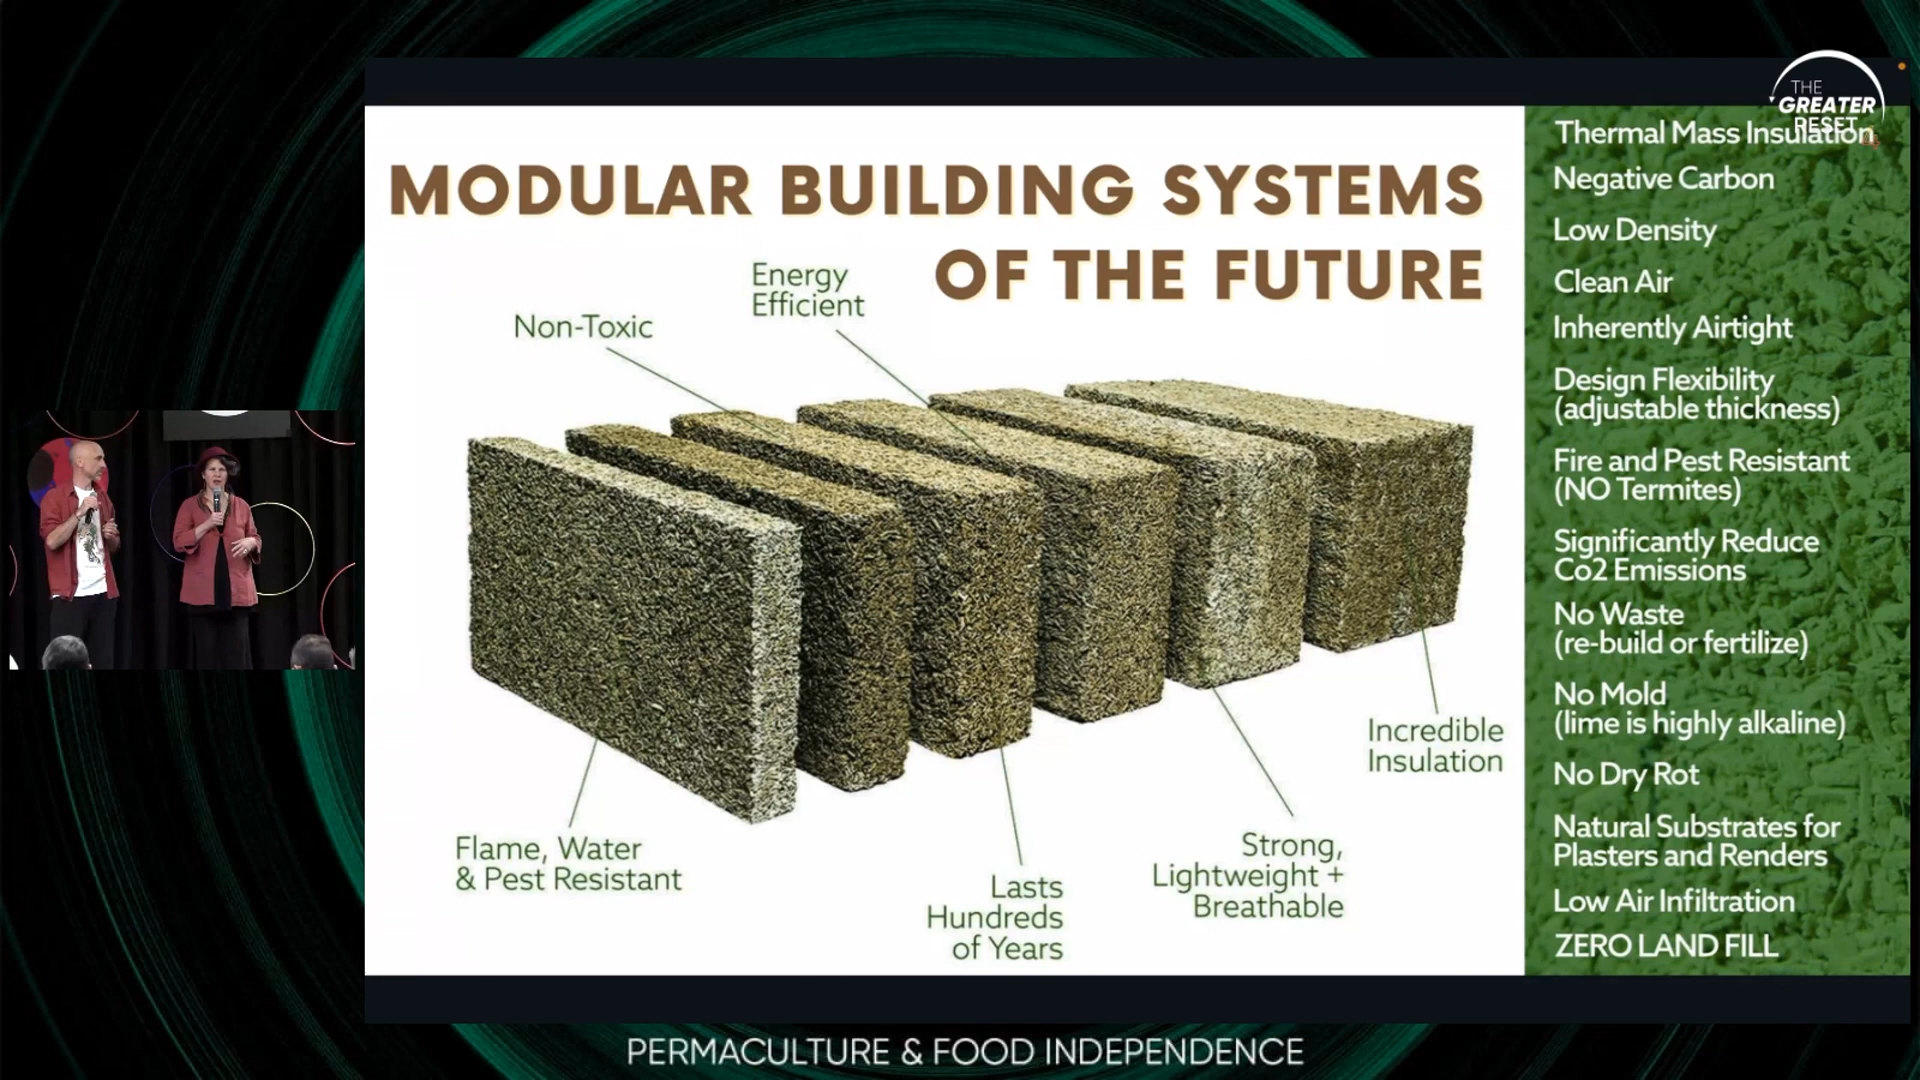 THE
GREATER
RESET
MODULAR BUILDING SYSTEMS
OF THE FUTURE
Energy
Efficient
Non-Toxic
Flame, Water
& Pest Resistant
Lasts
Hundreds
of Years
Strong,
Lightweight +
Breathable
Incredible
Insulation
Thermal Mass Insulation
Negative Carbon
Low Density
Clean Air
Inherently Airtight
Design Flexibility
(adjustable thickness)
Fire and Pest Resistant
(NO Termites)
Significantly Reduce
Co2 Emissions
No Waste
(re-build or fertilize)
No Mold
(lime is highly alkaline)
No Dry Rot
Natural Substrates for
Plasters and Renders
Low Air Infiltration
ZERO LAND FILL
PERMACULTURE & FOOD INDEPENDENCE